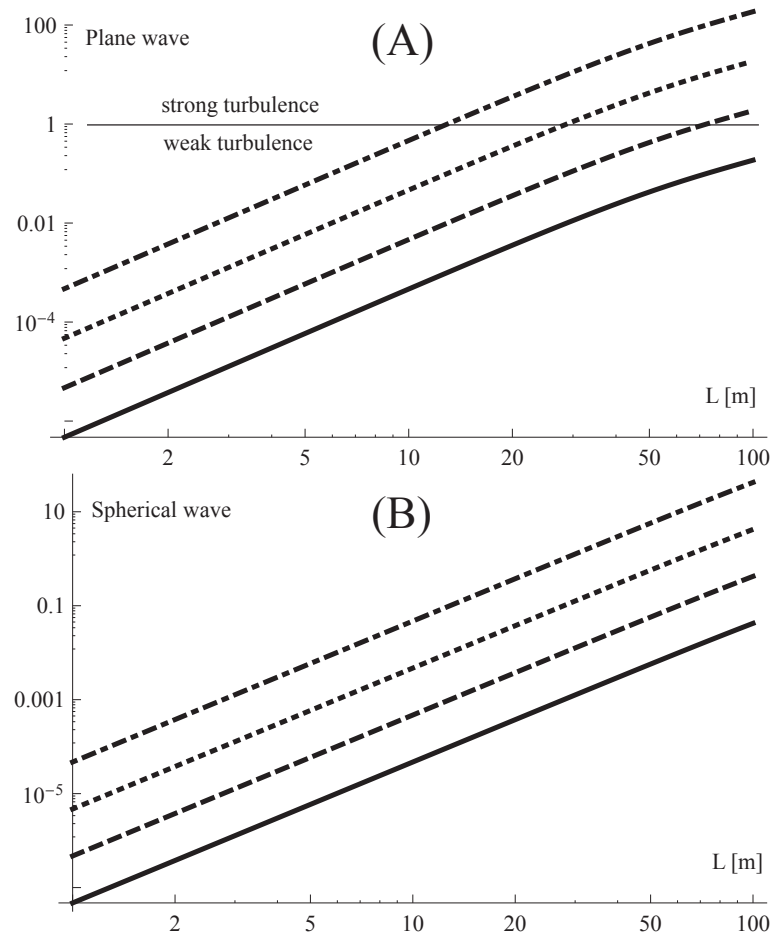 (A)
Plane wave
100
strong turbulence
1
weak turbulence
0.01
10⁻⁴
L [m]
2 5 10 20 50 100
(B)
Spherical wave
10
0.1
0.001
10⁻⁵
L [m]
2 5 10 20 50 100